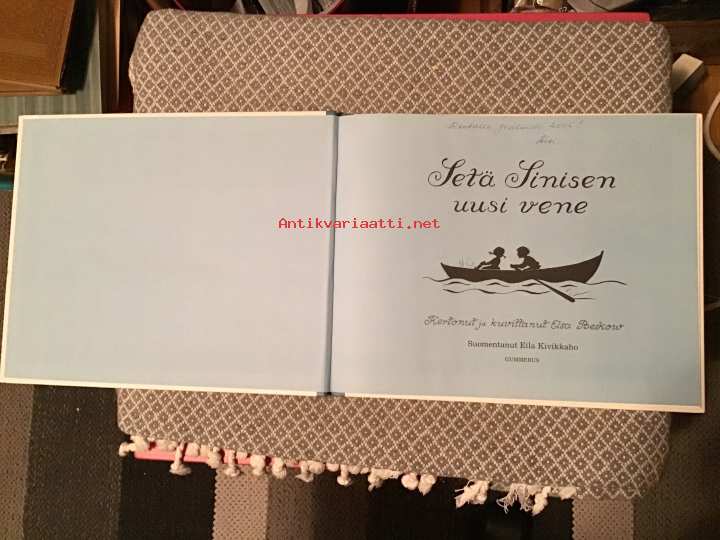 Setä Sinisen
uusi vene
Antikvariaatti.net
Kertonut ja kuvittanut Elsa Beskow
Suomentanut Eila Kivikkaho
GUMMERUS